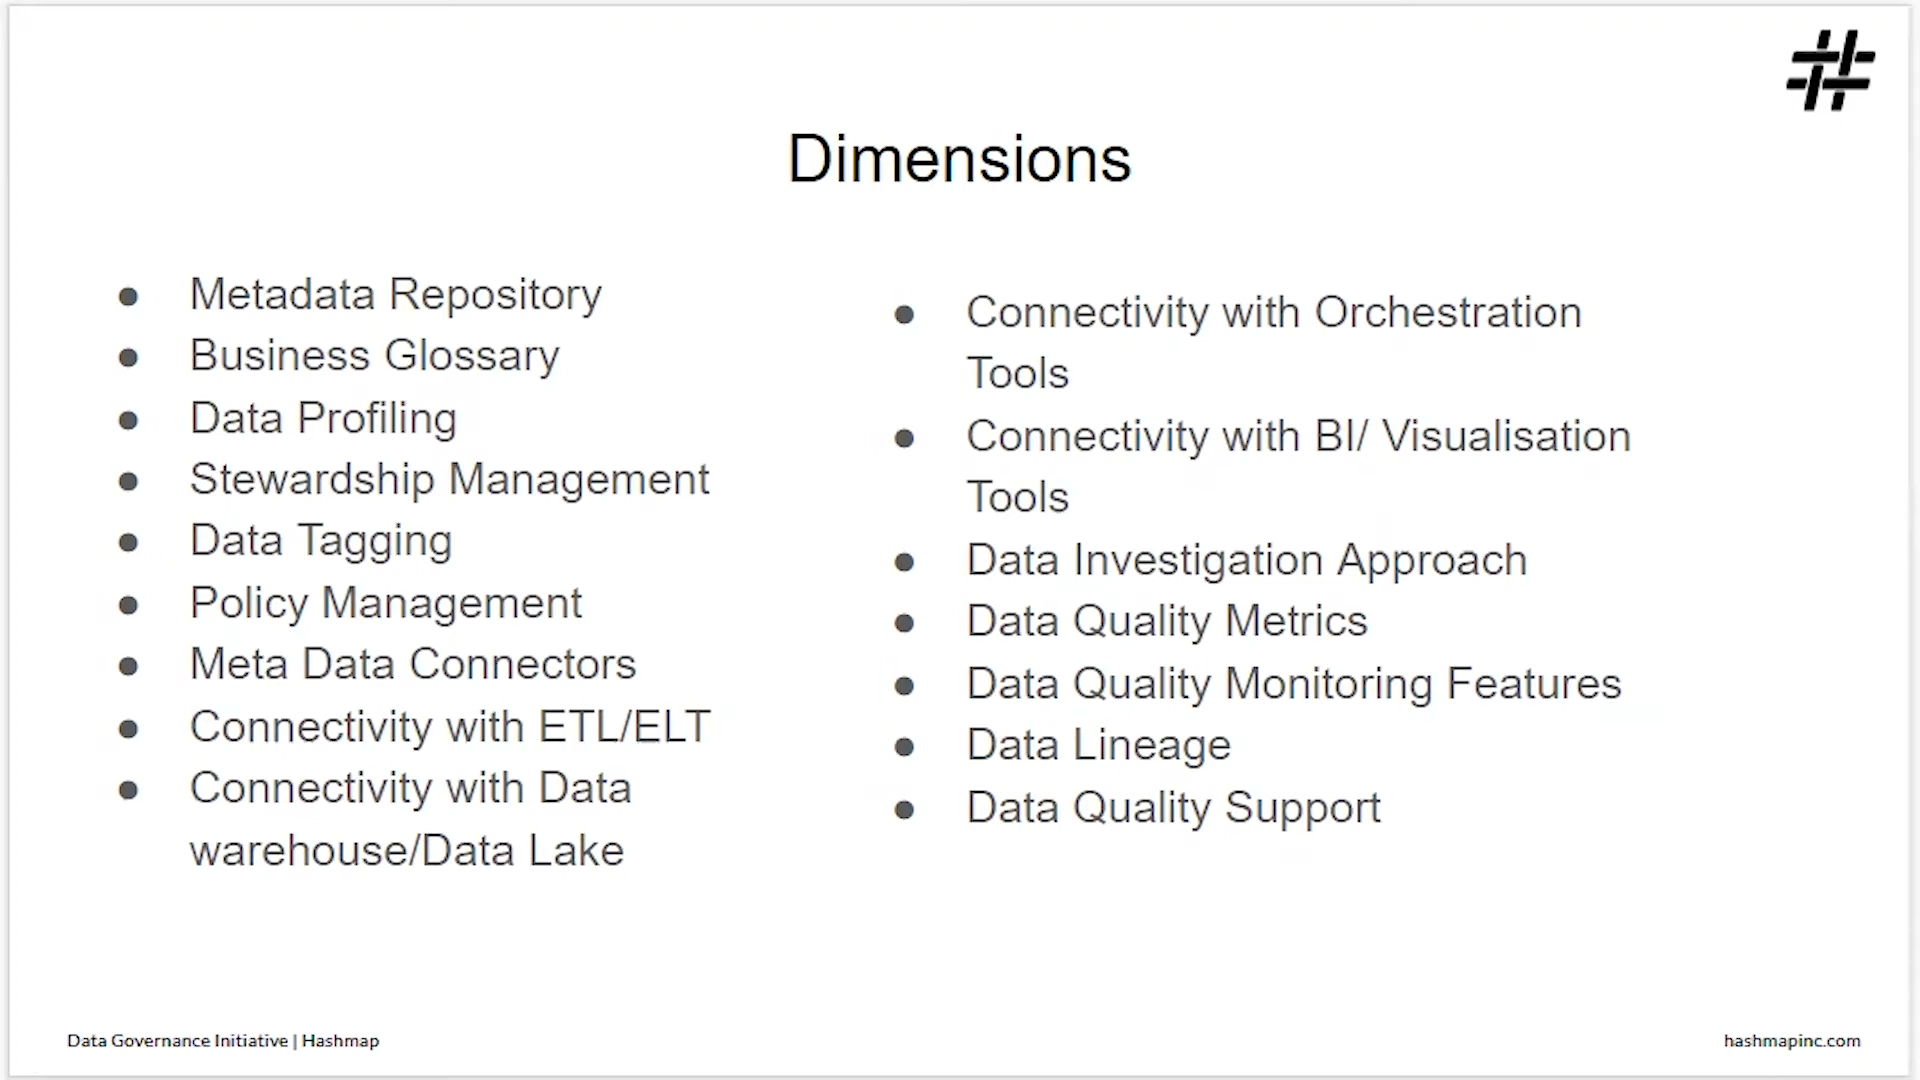 Dimensions
● Metadata Repository
● Business Glossary
● Data Profiling
● Stewardship Management
● Data Tagging
● Policy Management
● Meta Data Connectors
● Connectivity with ETL/ELT
● Connectivity with Data
warehouse/Data Lake
● Connectivity with Orchestration
Tools
● Connectivity with BI/ Visualisation
Tools
● Data Investigation Approach
● Data Quality Metrics
● Data Quality Monitoring Features
● Data Lineage
● Data Quality Support
Data Governance Initiative | Hashmap
hashmapinc.com